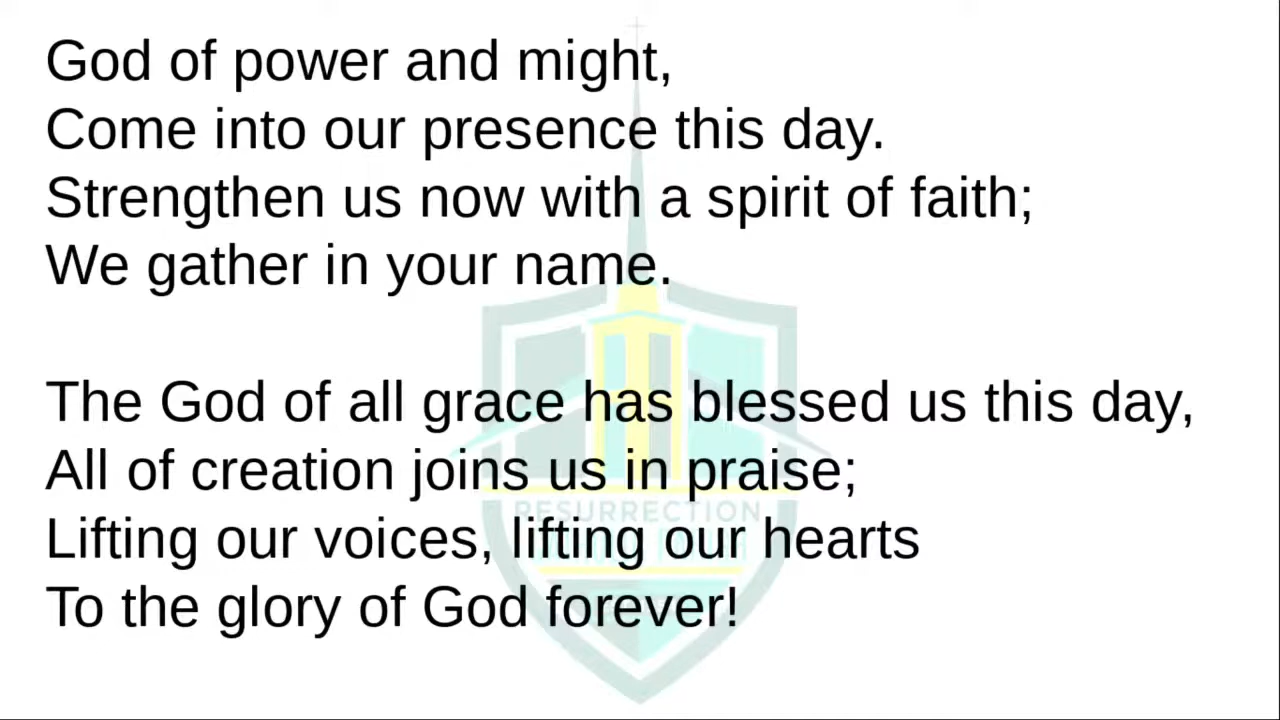 God of power and might,
Come into our presence this day.
Strengthen us now with a spirit of faith;
We gather in your name.
The God of all grace has blessed us this day,
All of creation joins us in praise;
RESURRECTION
Lifting our voices, lifting our hearts
To the glory of God forever!